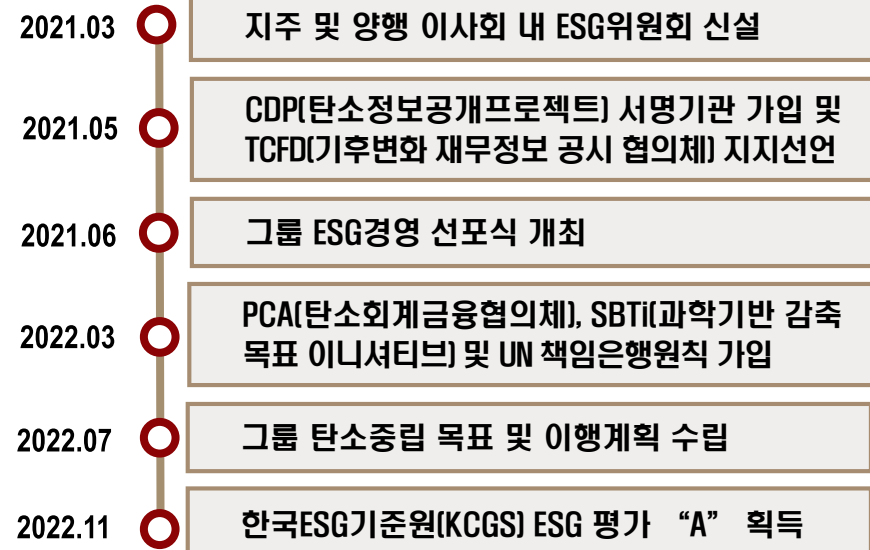 2021.03 지주 및 양행 이사회 내 ESG위원회 신설
2021.05 CDP(탄소정보공개프로젝트) 서명기관 가입 및
TCFD(기후변화 재무정보 공시 협의체) 지지선언
2021.06 그룹 ESG경영 선포식 개최
2022.03 PCA(탄소회계금융협의체), SBTi(과학기반 감축
목표 이니셔티브) 및 UN 책임은행원칙 가입
2022.07 그룹 탄소중립 목표 및 이행계획 수립
2022.11 한국ESG기준원(KCGS) ESG 평가 “A” 획득